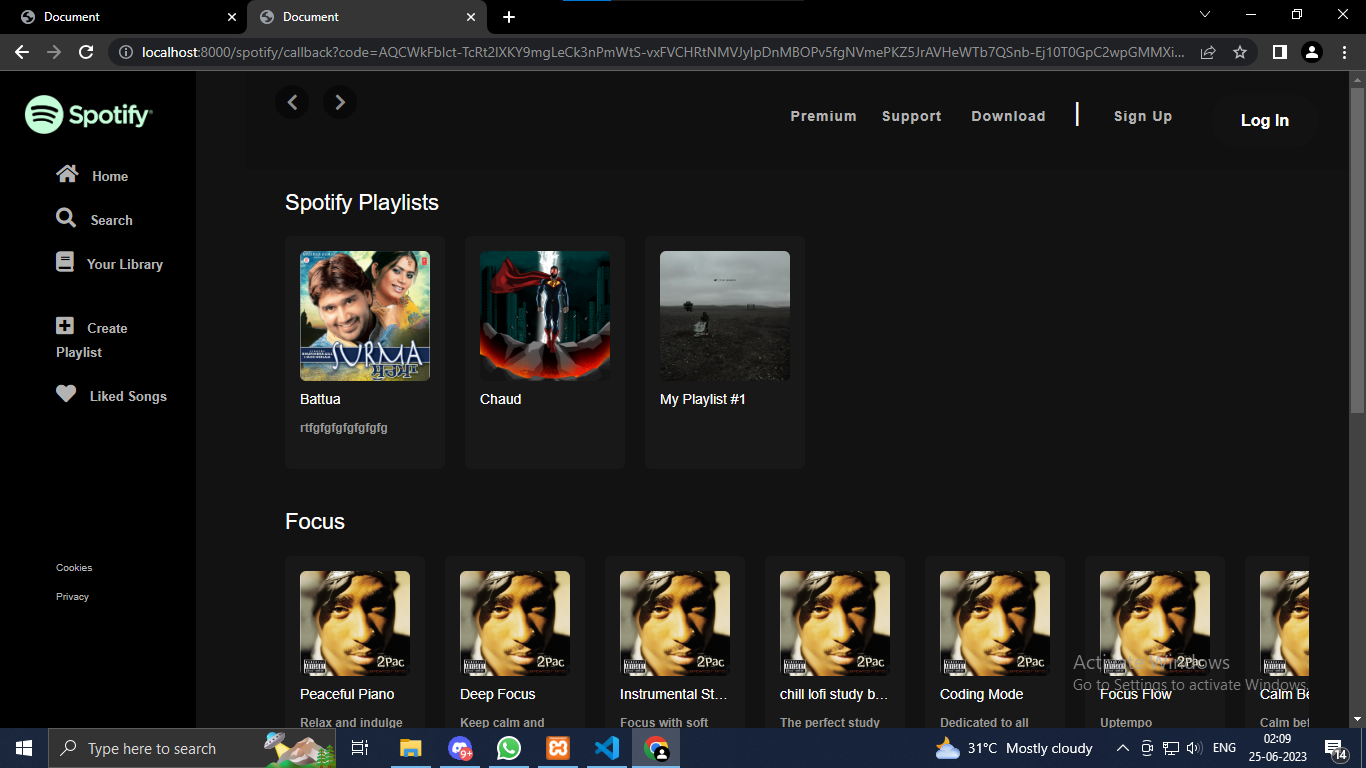 Document
Document
localhost:8000/spotify/callback?code=AQCWkFblct-TcRt2lXKY9mgLeCk3nPmWtS-vxFVCHRtNMVJylpDnMBOPv5fgNVmePKZ5JrAVHeWTb7QSnb-Ej10T0GpC2wpGMMXi...
Spotify
Premium Support Download | Sign Up Log In
Home
Search
Your Library
Create
Playlist
Liked Songs
Cookies
Privacy
Spotify Playlists
SURMA
सुरमा
Battua
rtfgfgfgfgfgfgfg
Chaud
My Playlist #1
Focus
2Pac
2Pac
2Pac
2Pac
2Pac
2Pac
Peaceful Piano
Relax and indulge
Deep Focus
Keep calm and
Instrumental St...
Focus with soft
chill lofi study b...
The perfect study
Coding Mode
Dedicated to all
Focus Flow
Uptempo
Calm Be
Calm bef
Activate Windows
Go to Settings to activate Windows.
Type here to search
9+
31°C Mostly cloudy
ENG
02:09
25-06-2023
14